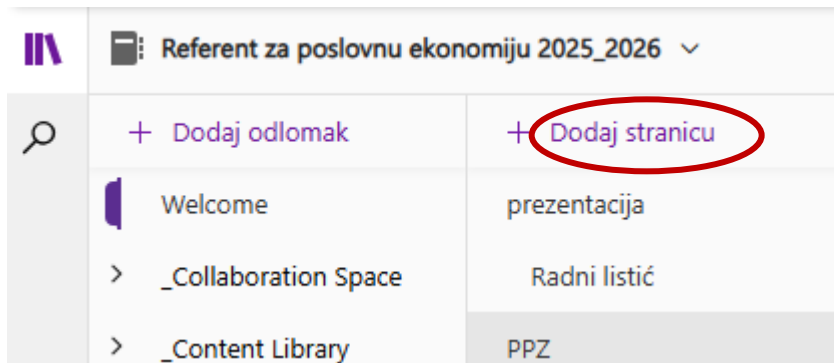 Referent za poslovnu ekonomiju 2025_2026
+ Dodaj odlomak
+ Dodaj stranicu
Welcome
prezentacija
_Collaboration Space
Radni listić
_Content Library
PPZ